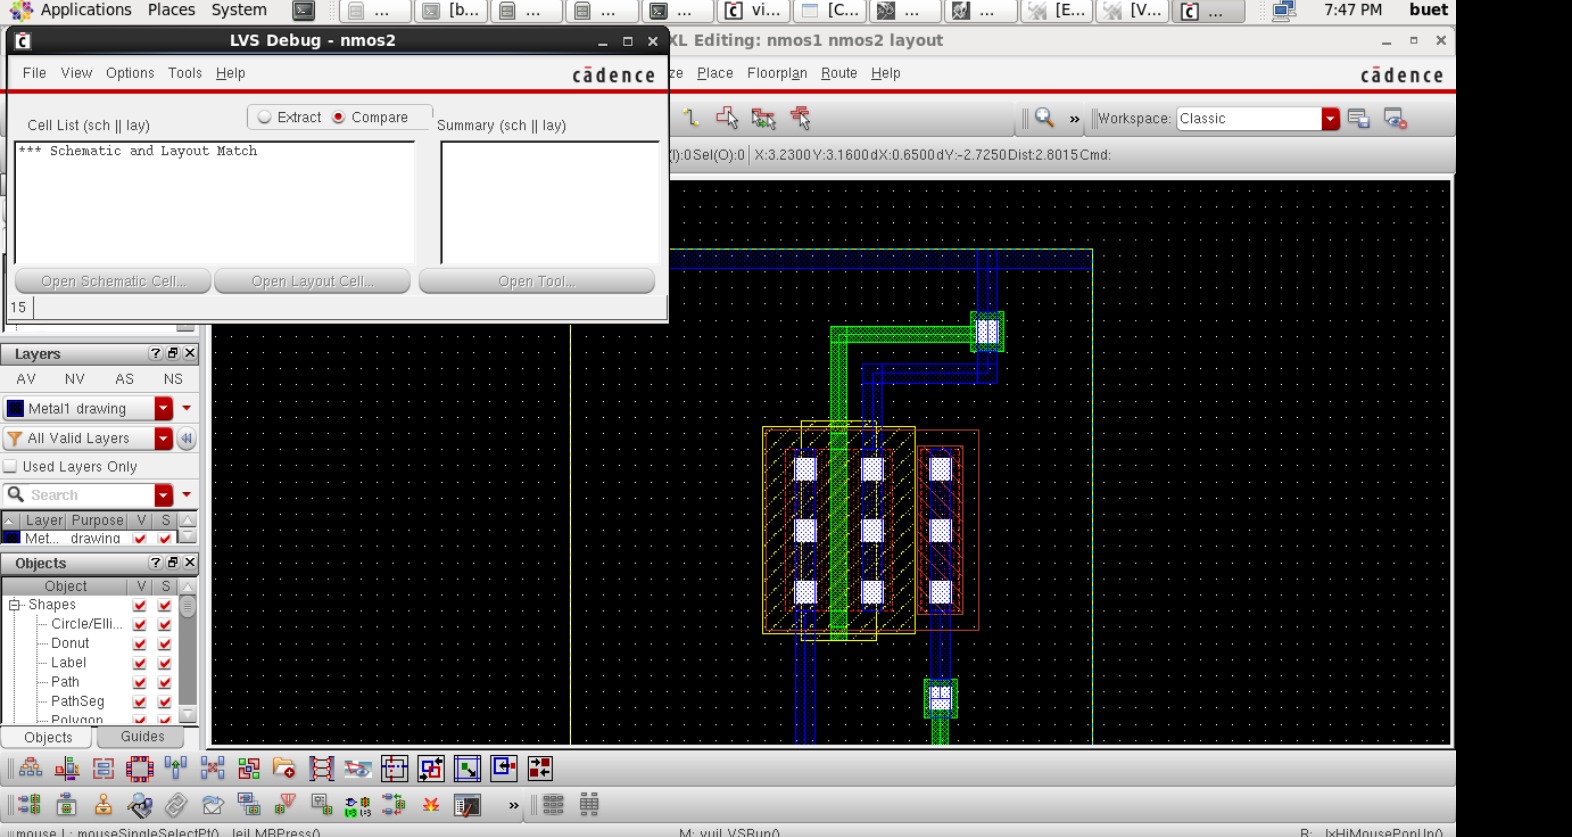 Applications Places System ... [b... ... ... ... vi... [C... ... ... [E... [V... ... 7:47 PM buet
LVS Debug - nmos2
XL Editing: nmos1 nmos2 layout
File View Options Tools Help cādence
ze Place Floorplan Route Help cādence
Extract Compare
Cell List (sch || lay) Summary (sch || lay)
» Workspace: Classic
*** Schematic and Layout Match
(I):0 Sel(O):0 X:3.2300 Y:3.1600 dX:0.6500 dY:-2.7250 Dist:2.8015 Cmd:
Open Schematic Cell... Open Layout Cell... Open Tool...
15
Layers
AV NV AS NS
Metal1 drawing
All Valid Layers
Used Layers Only
Search
Layer Purpose V S
Met... drawing
Objects
Object V S
Shapes
Circle/Elli...
Donut
Label
Path
PathSeg
Polygon
Objects Guides
»
mouse L: mouseSingleSelectPt() _leiLMBPress() M: vuiLVSRun() R: _lxHiMousePopUp()